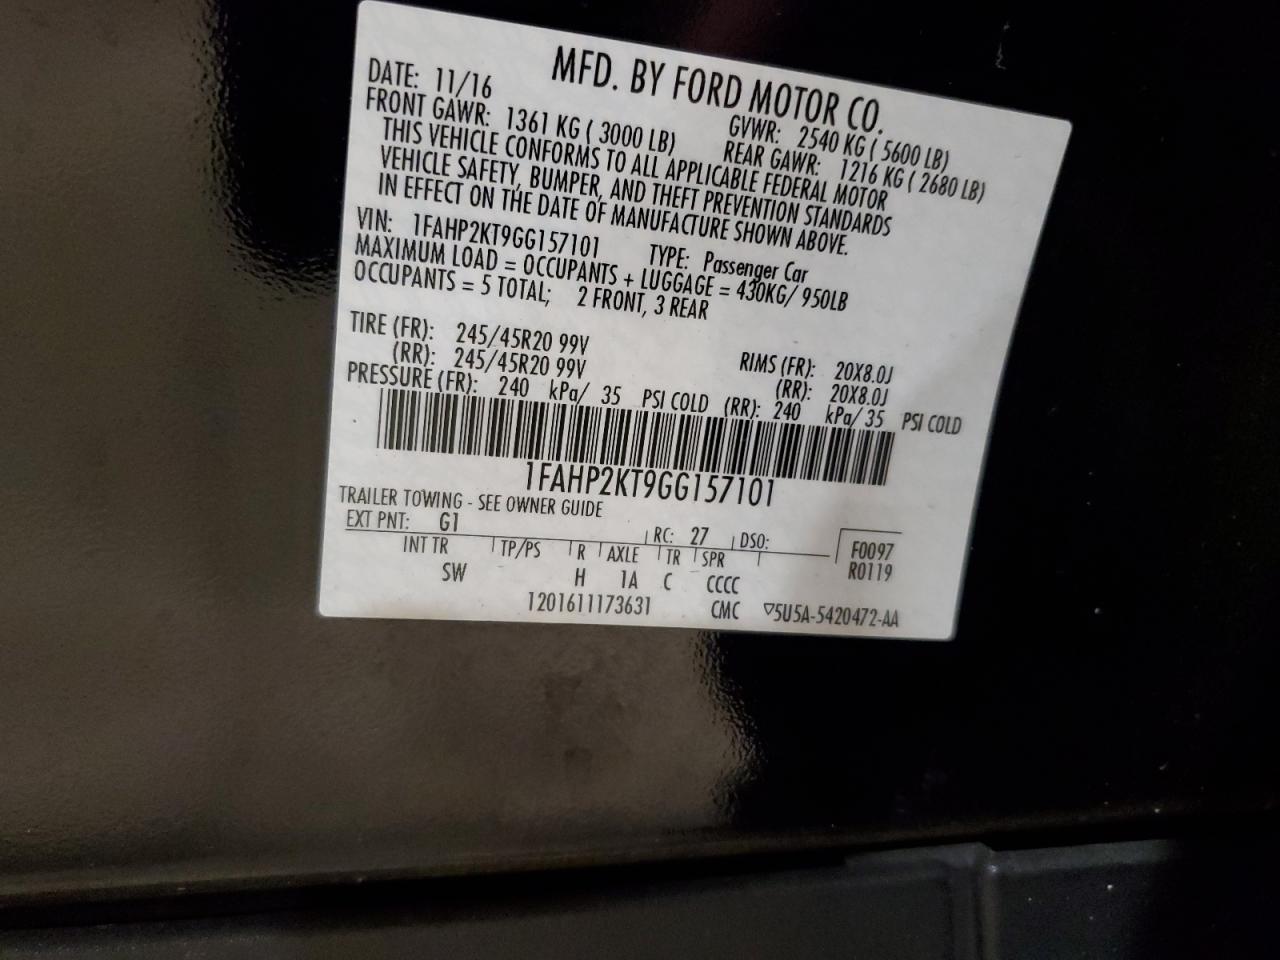 MFD. BY FORD MOTOR CO.
DATE: 11/16 GVWR: 2540 KG ( 5600 LB)
FRONT GAWR: 1361 KG ( 3000 LB) REAR GAWR: 1216 KG ( 2680 LB)
THIS VEHICLE CONFORMS TO ALL APPLICABLE FEDERAL MOTOR
VEHICLE SAFETY, BUMPER, AND THEFT PREVENTION STANDARDS
IN EFFECT ON THE DATE OF MANUFACTURE SHOWN ABOVE.
VIN: 1FAHP2KT9GG157101 TYPE: Passenger Car
MAXIMUM LOAD = OCCUPANTS + LUGGAGE = 430KG/ 950LB
OCCUPANTS = 5 TOTAL; 2 FRONT, 3 REAR
TIRE (FR): 245/45R20 99V RIMS (FR): 20X8.0J
(RR): 245/45R20 99V (RR): 20X8.0J
PRESSURE (FR): 240 kPa/ 35 PSI COLD (RR): 240 kPa/ 35 PSI COLD
1FAHP2KT9GG157101
TRAILER TOWING - SEE OWNER GUIDE
EXT PNT: G1 RC: 27 DSO: F0097
INT TR TP/PS R AXLE TR SPR R0119
SW H 1A C CCCC
1201611173631 CMC ▽5U5A-5420472-AA